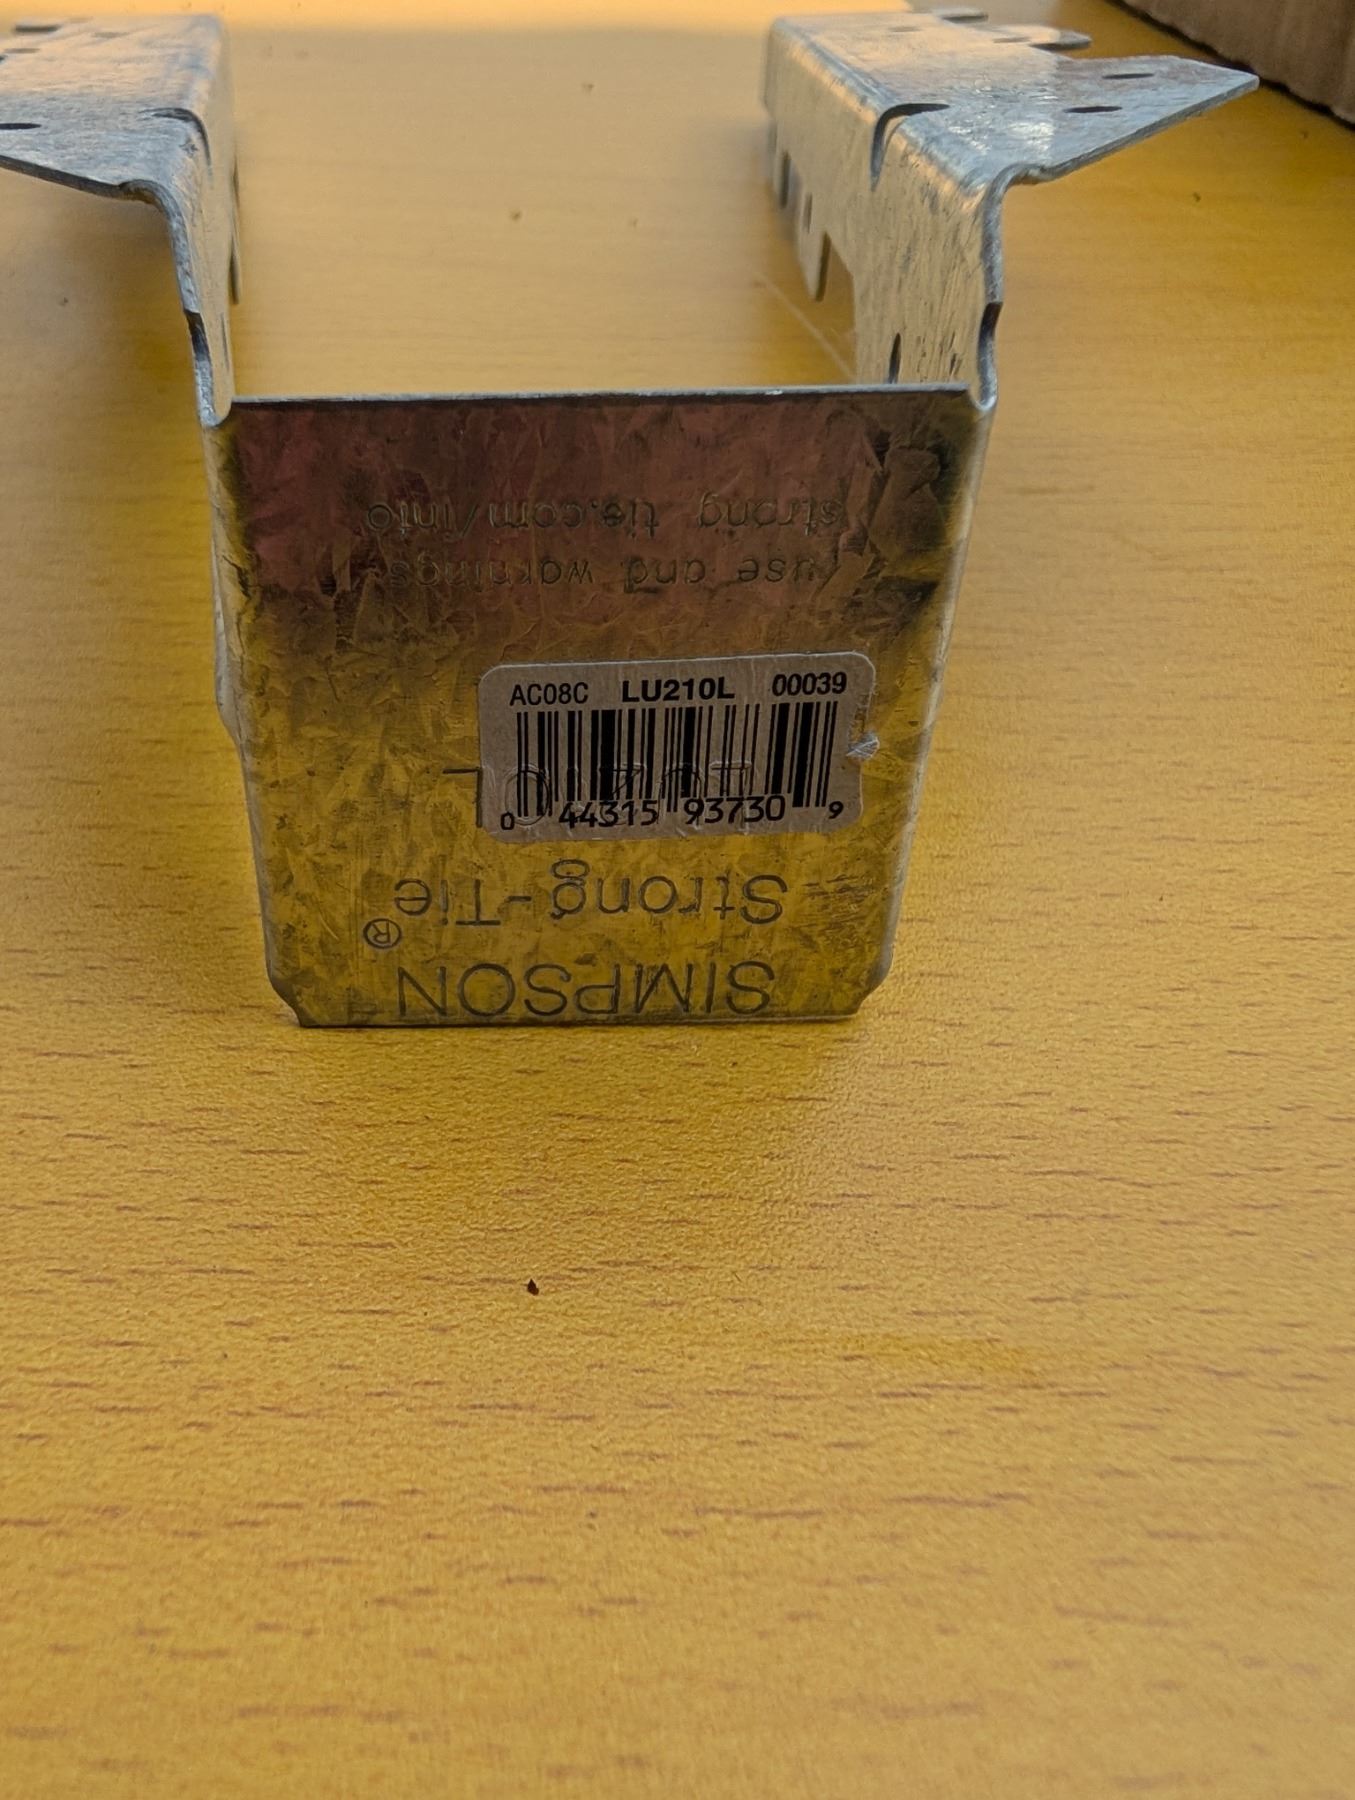 strong tie.com/info
use and warnings
AC08C LU210L 00039
0 44315 93730 9
Strong-Tie
SIMPSON®